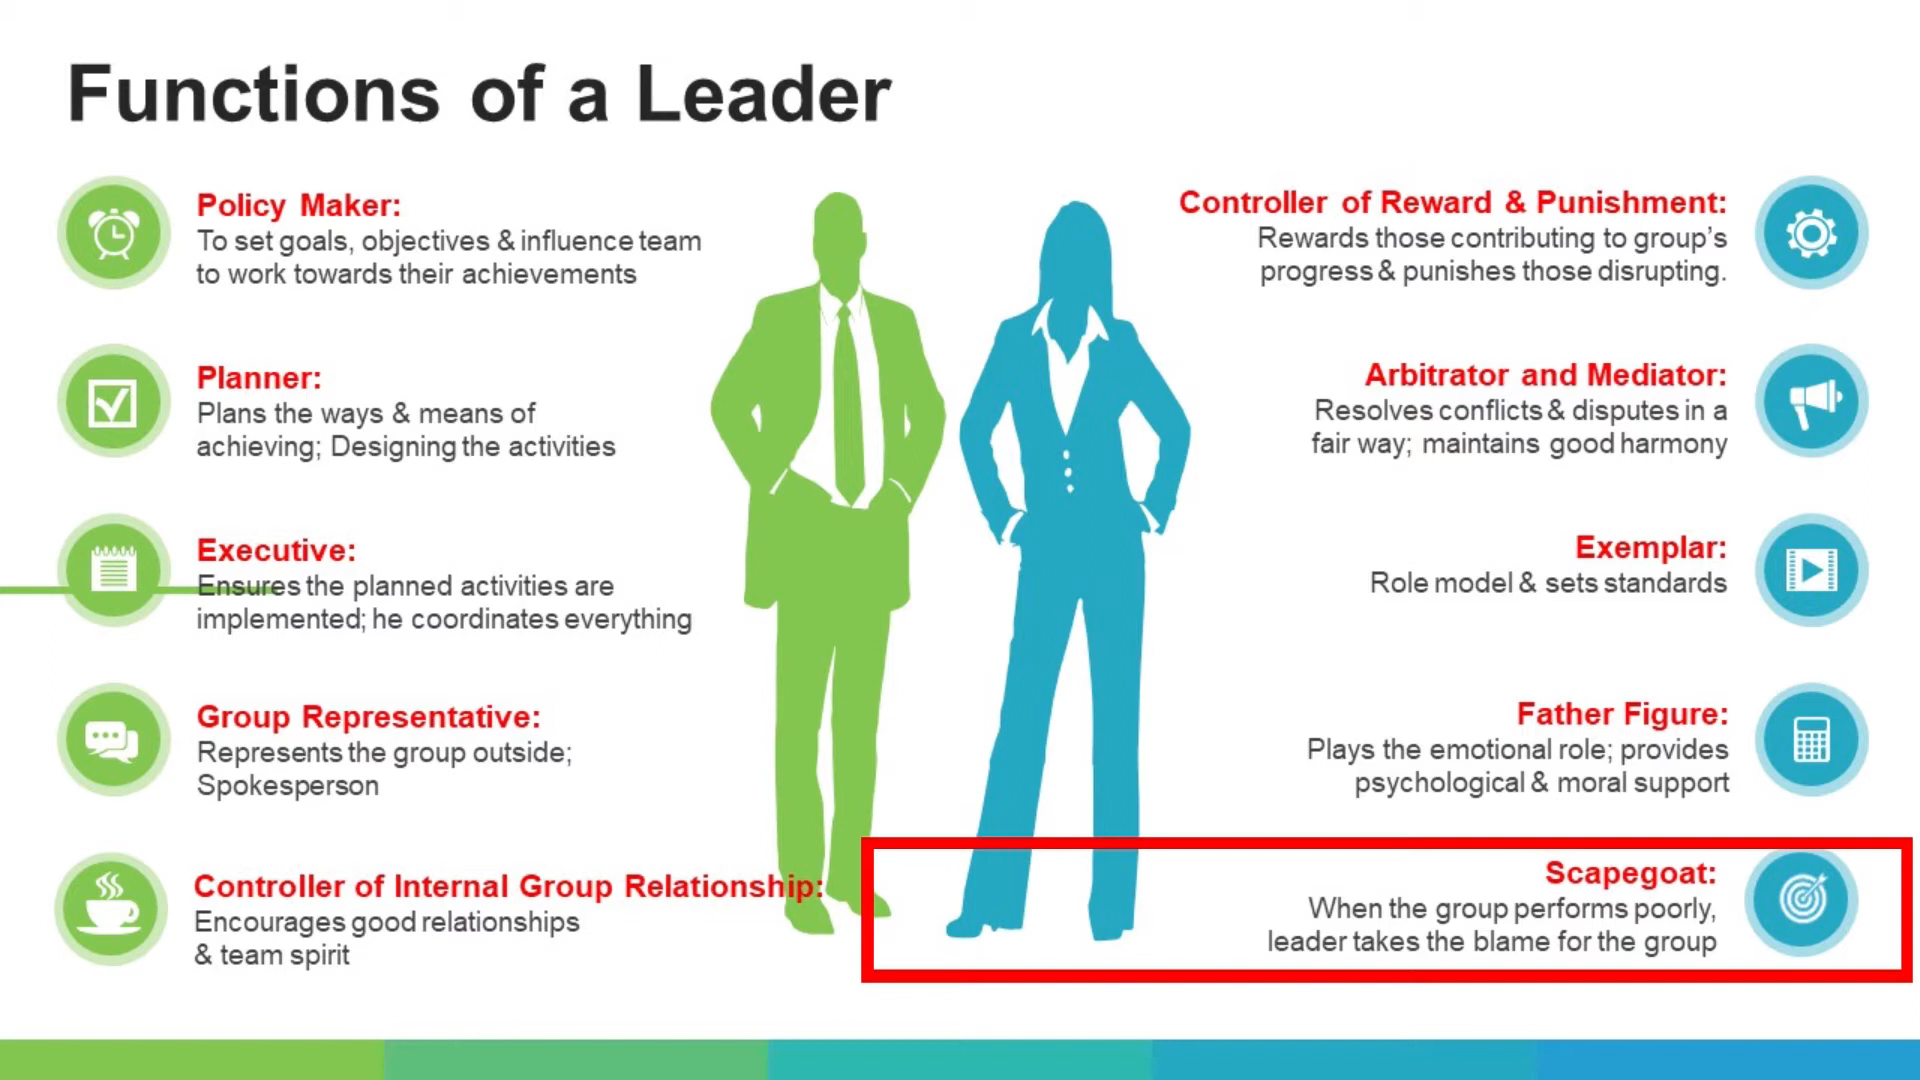 Functions of a Leader
Policy Maker:
To set goals, objectives & influence team
to work towards their achievements
Planner:
Plans the ways & means of
achieving; Designing the activities
Executive:
Ensures the planned activities are
implemented; he coordinates everything
Group Representative:
Represents the group outside;
Spokesperson
Controller of Internal Group Relationship:
Encourages good relationships
& team spirit
Controller of Reward & Punishment:
Rewards those contributing to group's
progress & punishes those disrupting.
Arbitrator and Mediator:
Resolves conflicts & disputes in a
fair way; maintains good harmony
Exemplar:
Role model & sets standards
Father Figure:
Plays the emotional role; provides
psychological & moral support
Scapegoat:
When the group performs poorly,
leader takes the blame for the group